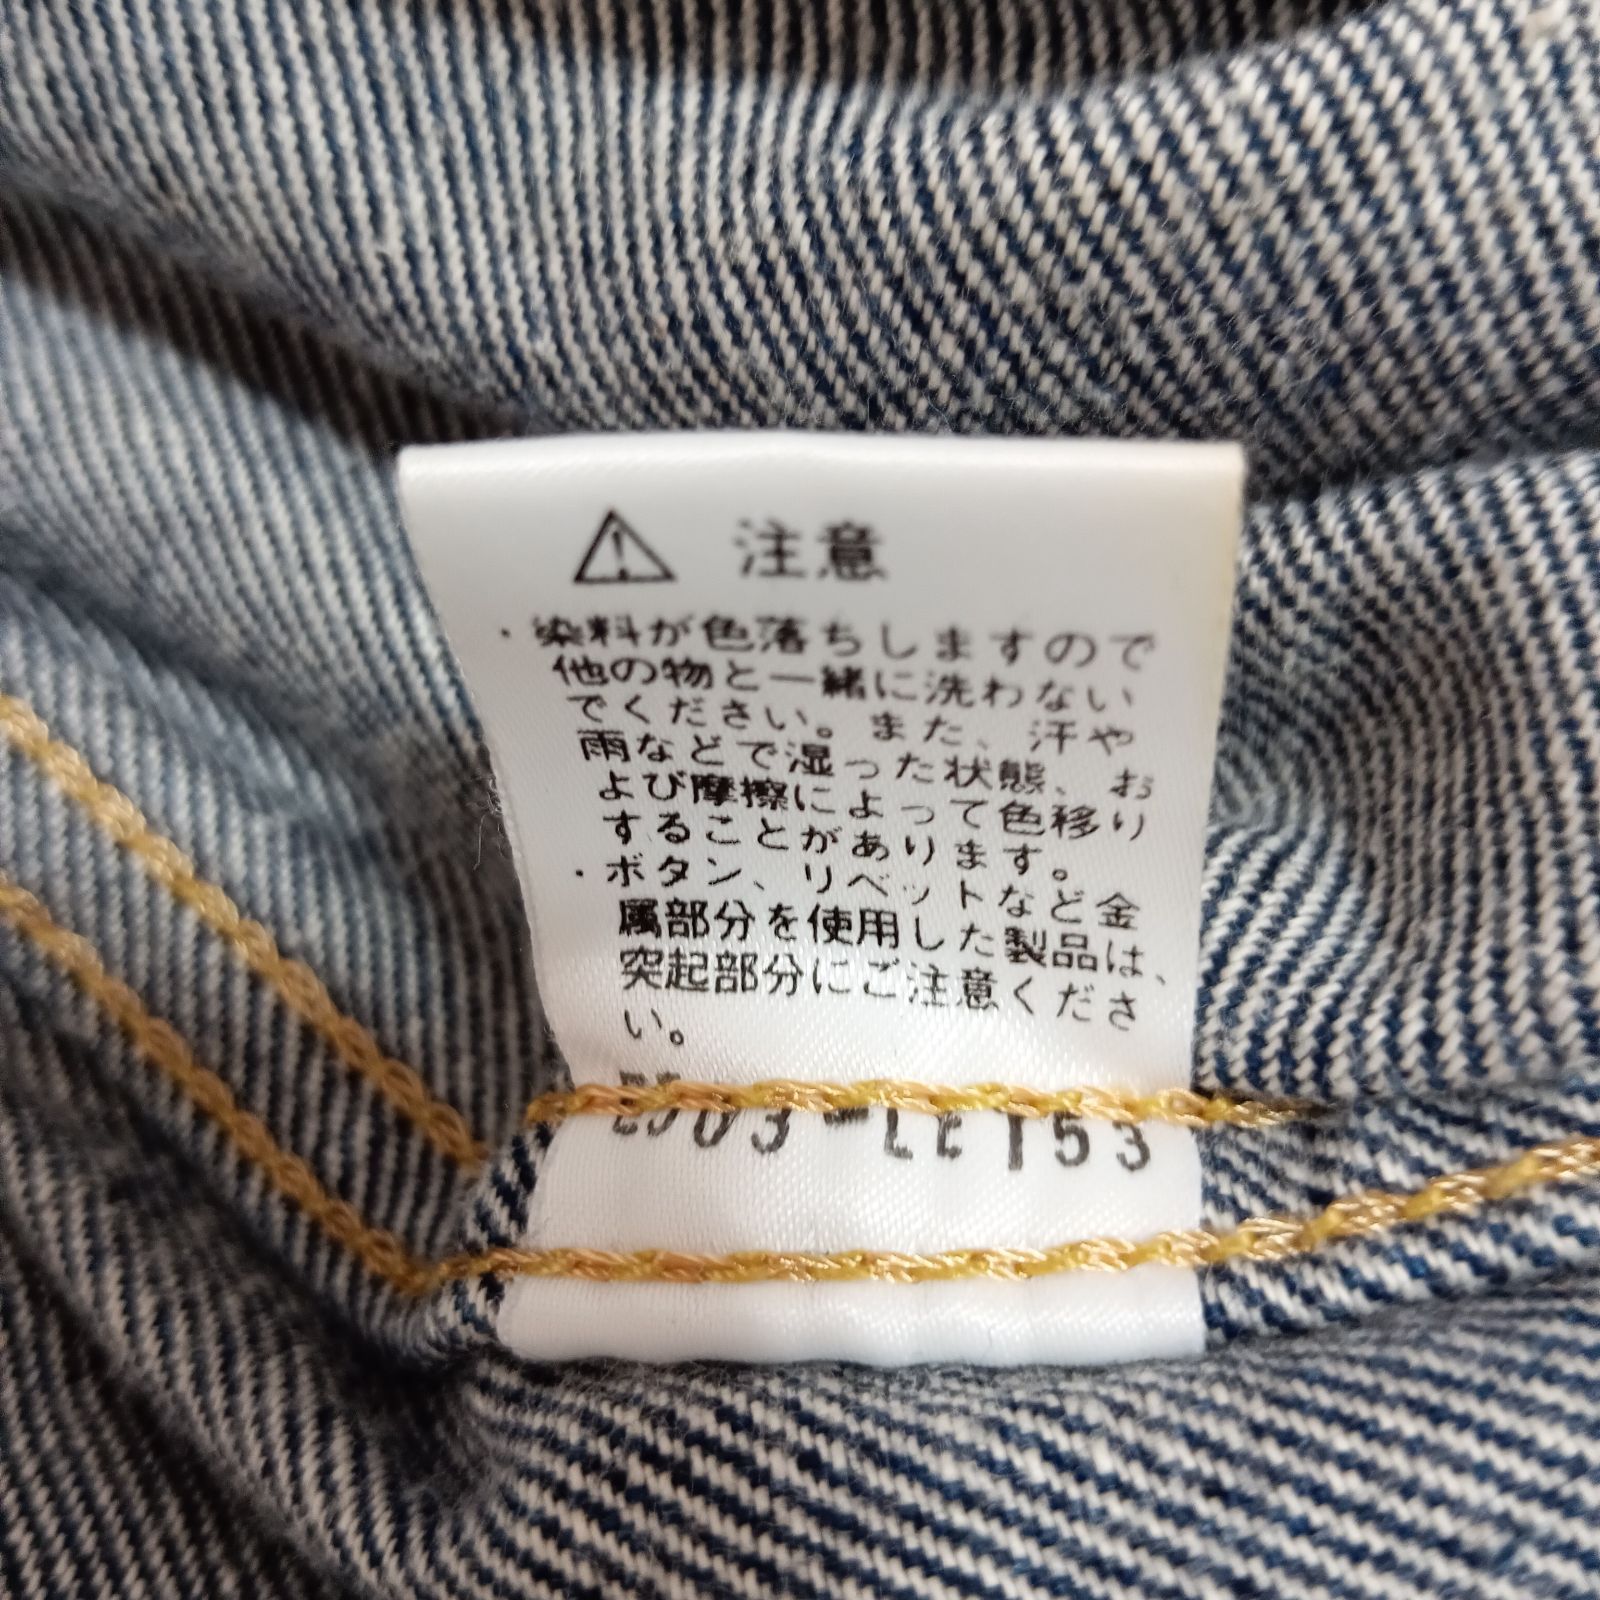 注意
・染料が色落ちしますので
他の物と一緒に洗わない
でください。また、汗や
雨などで湿った状態、お
よび摩擦によって色移り
することがあります。
・ボタン、リベットなど金
属部分を使用した製品は、
突起部分にご注意くださ
い。